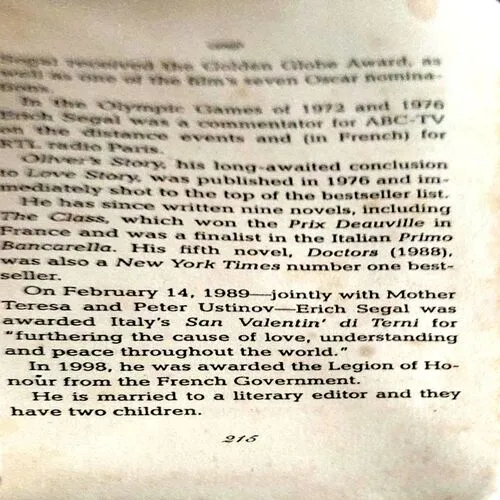 Segal received the Golden Globe Award, as
well as one of the film's seven Oscar nomina-
tions.
In the Olympic Games of 1972 and 1976
Erich Segal was a commentator for ABC-TV
on the distance events and (in French) for
RTL radio Paris.
Oliver's Story, his long-awaited conclusion
to Love Story, was published in 1976 and im-
mediately shot to the top of the bestseller list.
He has since written nine novels, including
The Class, which won the Prix Deauville in
France and was a finalist in the Italian Primo
Bancarella. His fifth novel, Doctors (1988),
was also a New York Times number one best-
seller.
On February 14, 1989—jointly with Mother
Teresa and Peter Ustinov—Erich Segal was
awarded Italy's San Valentin' di Terni for
"furthering the cause of love, understanding
and peace throughout the world."
In 1998, he was awarded the Legion of Ho-
nour from the French Government.
He is married to a literary editor and they
have two children.
215